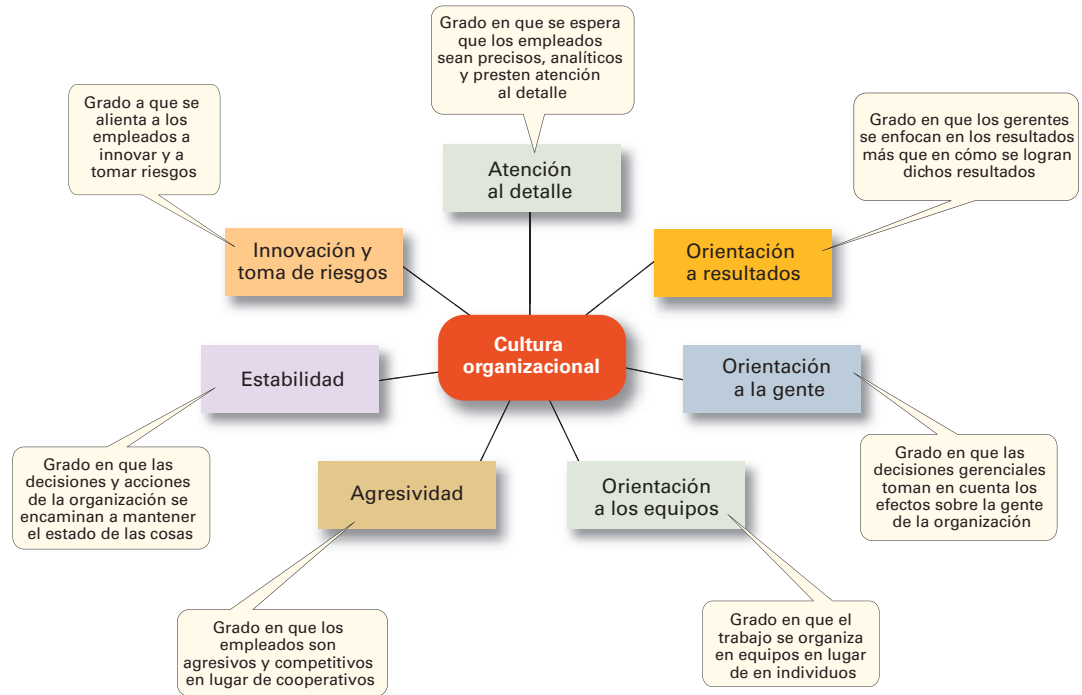 Grado en que se espera
que los empleados
sean precisos, analíticos
y presten atención
al detalle
Atención
al detalle
Grado a que se
alienta a los
empleados a
innovar y a
tomar riesgos
Innovación y
toma de riesgos
Grado en que los gerentes
se enfocan en los resultados
más que en cómo se logran
dichos resultados
Orientación
a resultados
Cultura
organizacional
Estabilidad
Grado en que las
decisiones y acciones
de la organización se
encaminan a mantener
el estado de las cosas
Orientación
a la gente
Grado en que las
decisiones gerenciales
toman en cuenta los
efectos sobre la gente
de la organización
Agresividad
Grado en que los
empleados son
agresivos y competitivos
en lugar de cooperativos
Orientación
a los equipos
Grado en que el
trabajo se organiza
en equipos en lugar
de en individuos